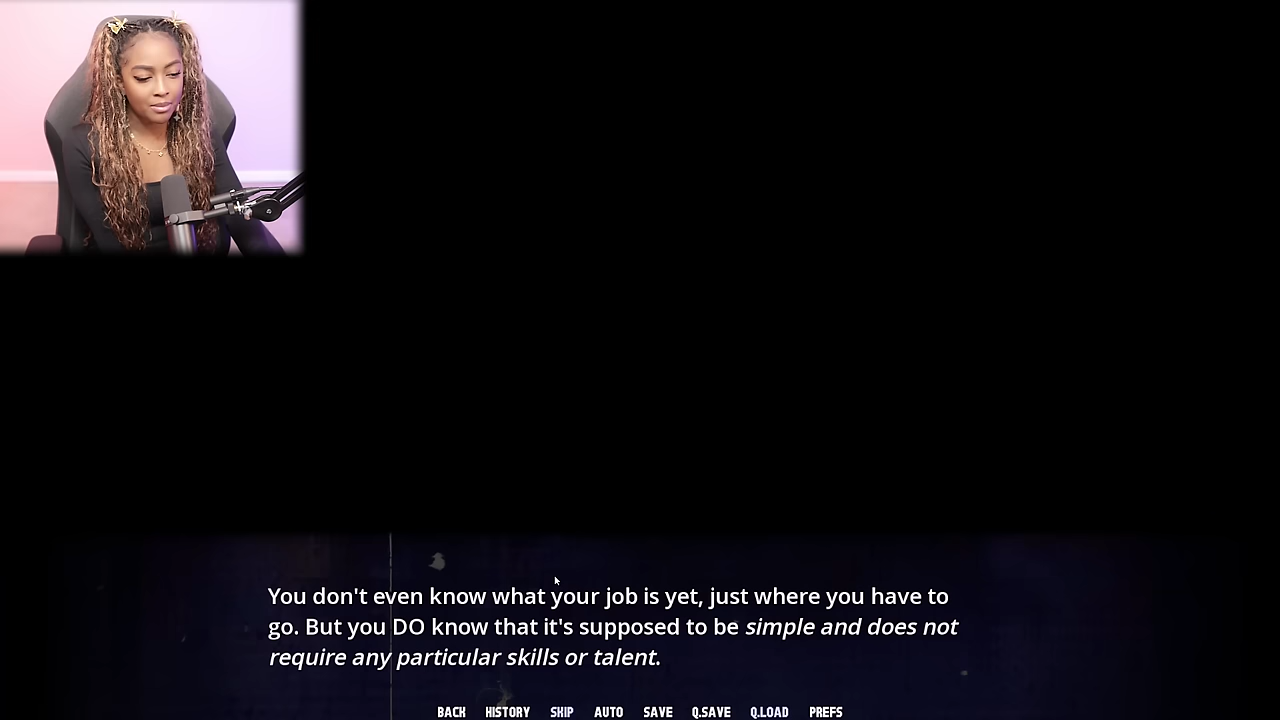 You don't even know what your job is yet, just where you have to
go. But you DO know that it's supposed to be simple and does not
require any particular skills or talent.
BACK HISTORY SKIP AUTO SAVE Q.SAVE Q.LOAD PREFS